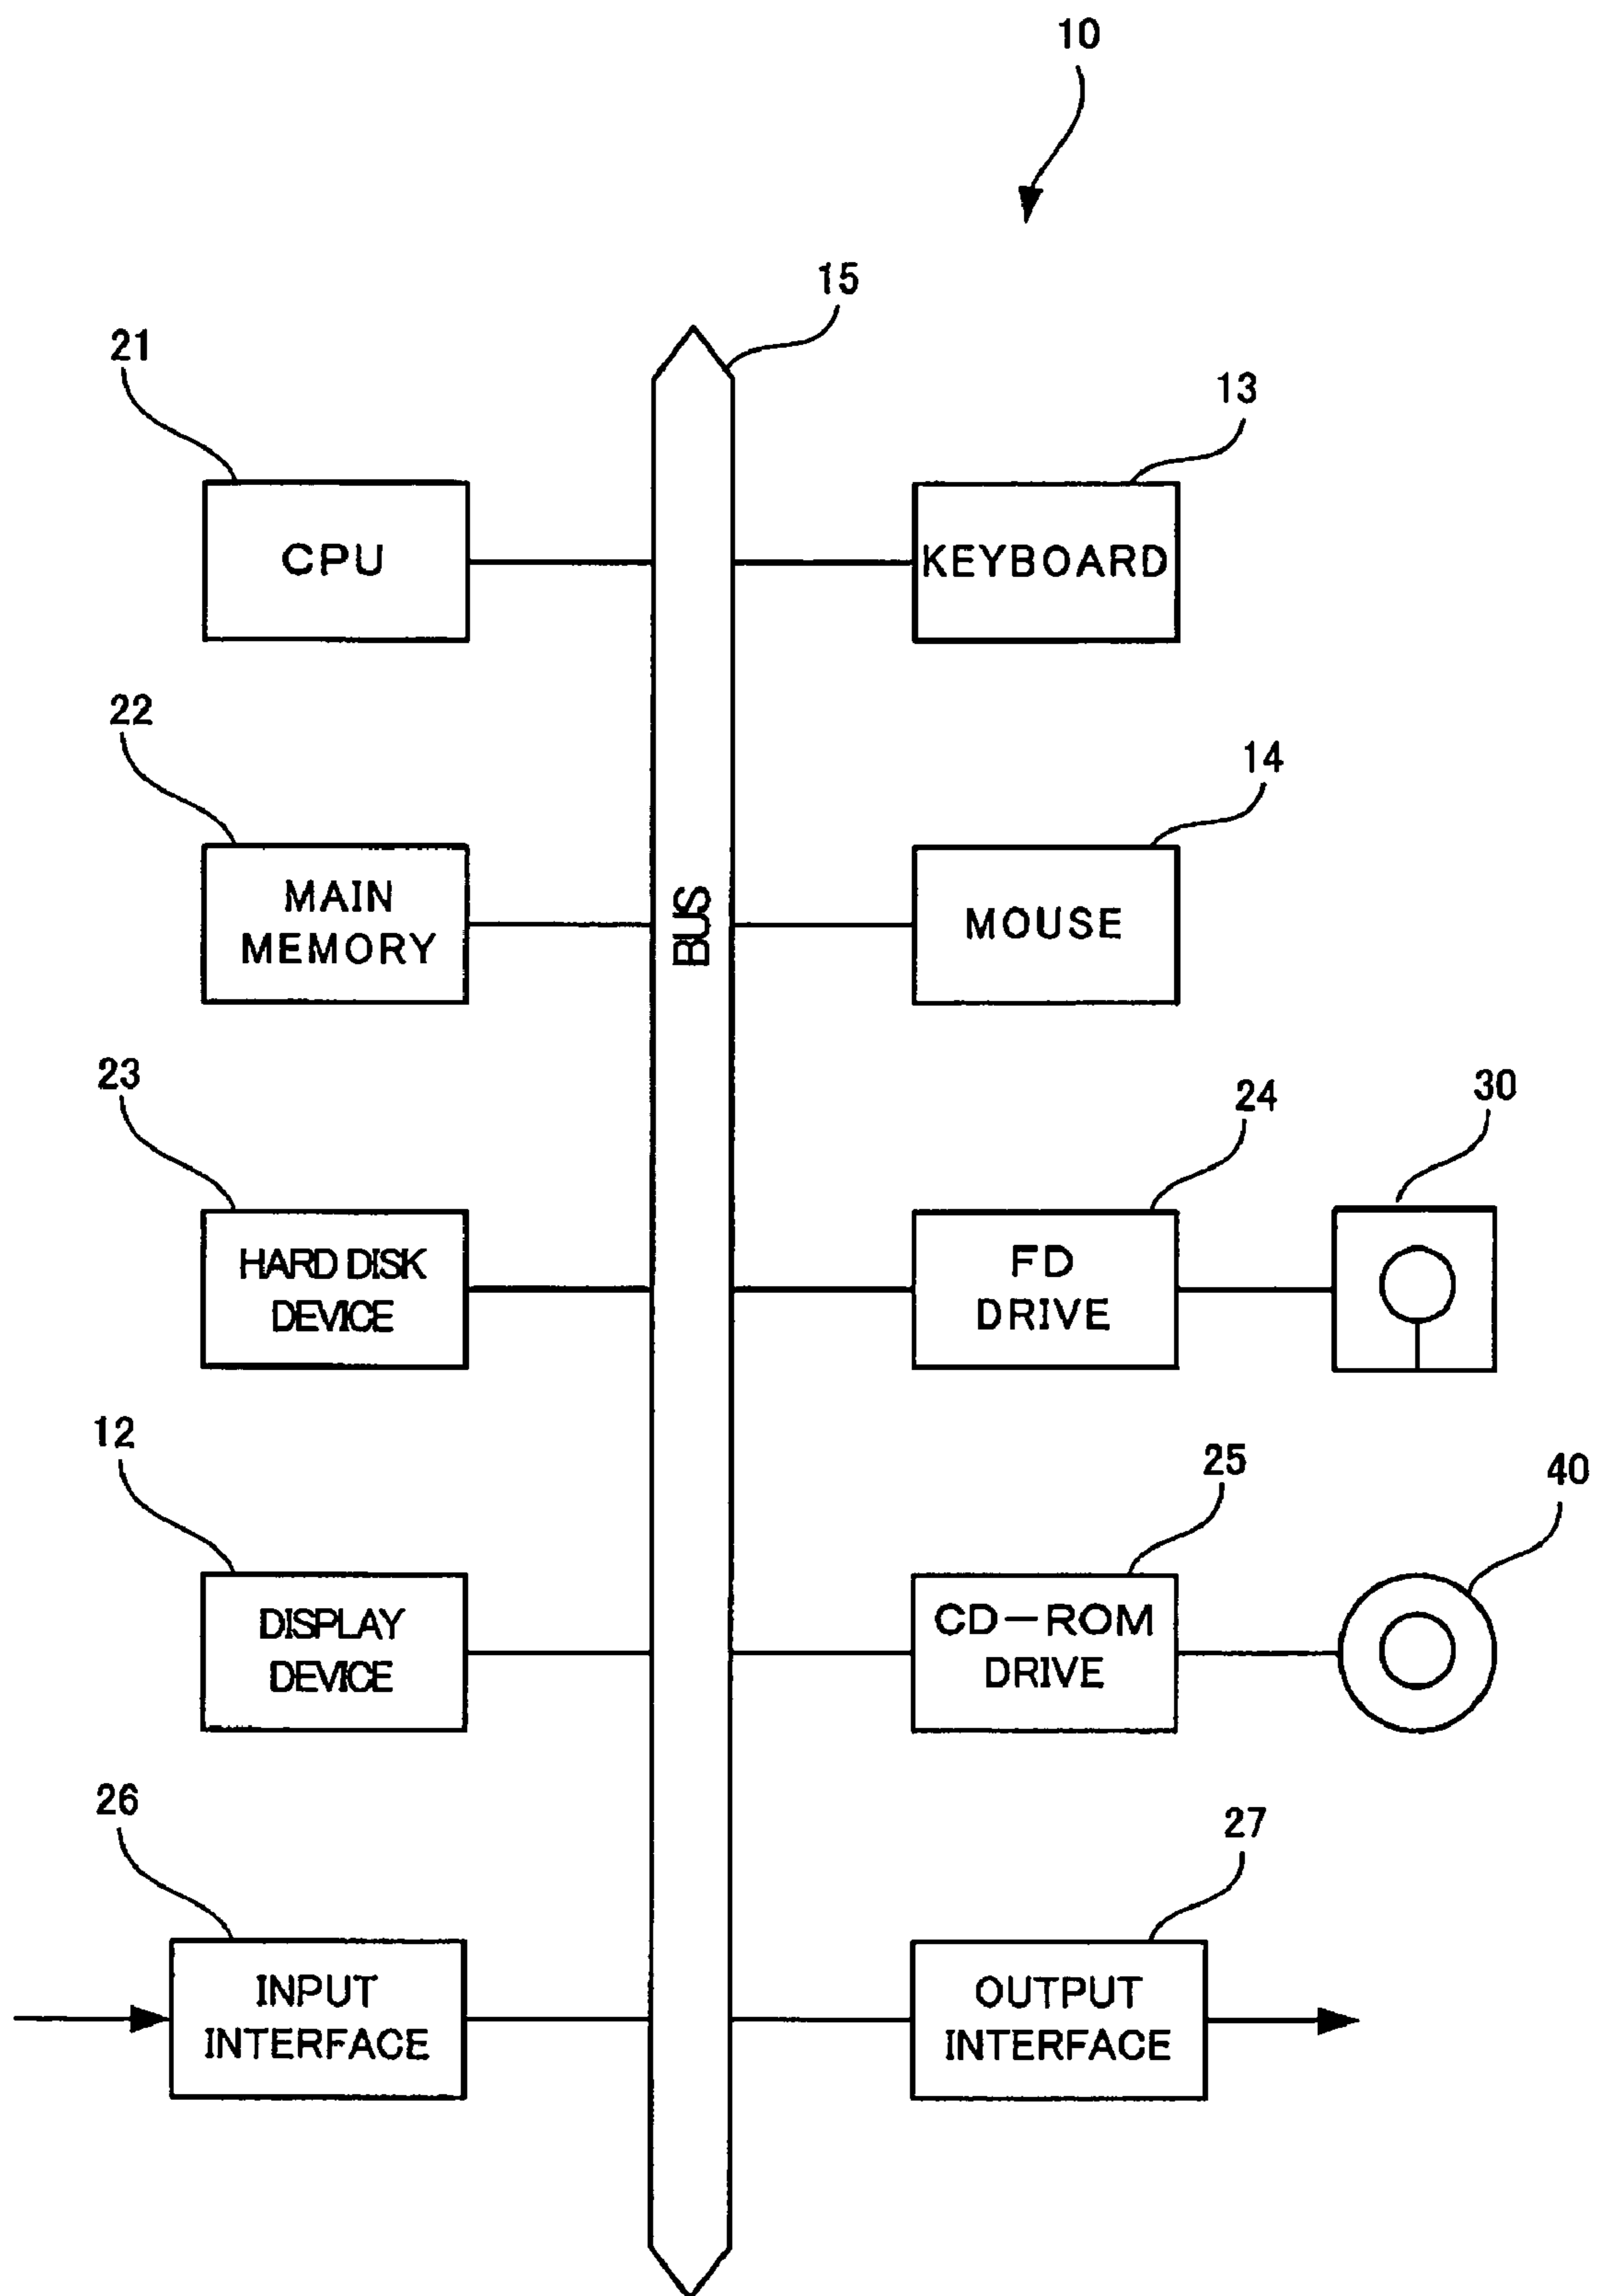 10
15
21
13
CPU
KEYBOARD
22
14
MAIN
MEMORY
BUS
MOUSE
23
24
30
HARD DISK
DEVICE
FD
DRIVE
12
25
40
DISPLAY
DEVICE
CD-ROM
DRIVE
26
27
INPUT
INTERFACE
OUTPUT
INTERFACE